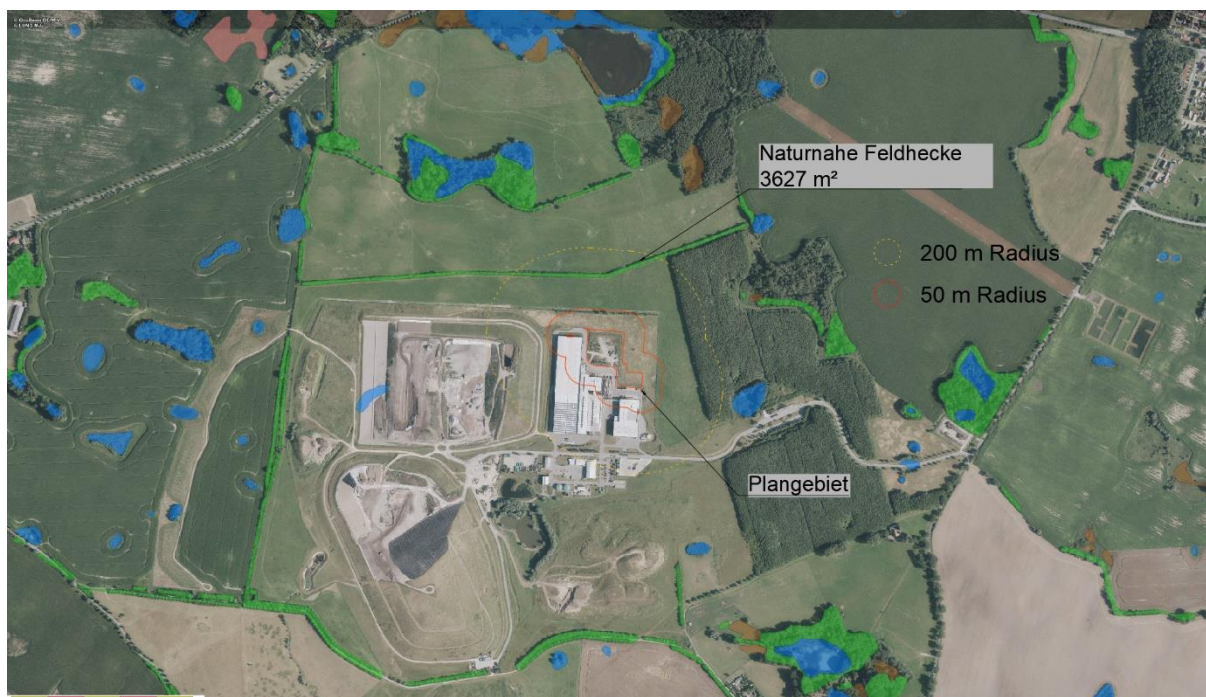 Naturnahe Feldhecke
3627 m²
200 m Radius
50 m Radius
Plangebiet